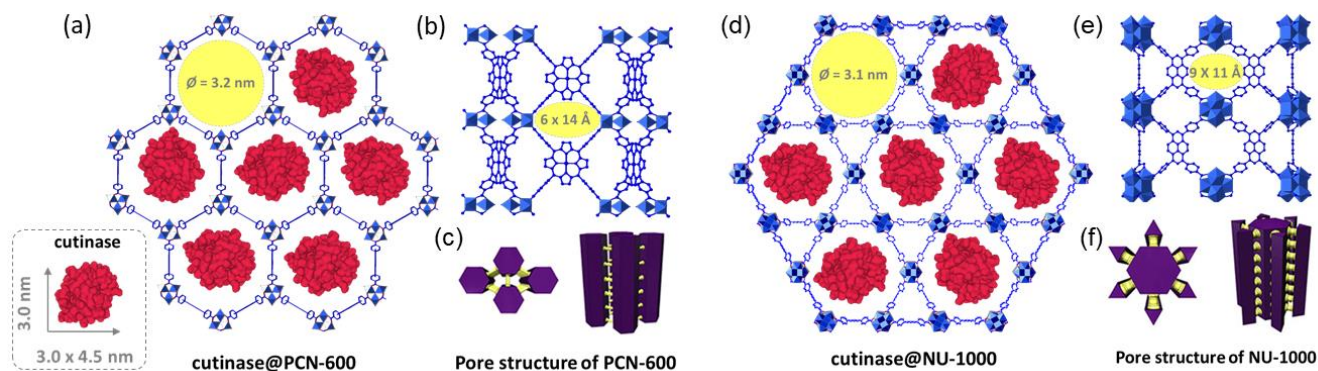 (a)
Ø = 3.2 nm
cutinase
3.0 nm
3.0 x 4.5 nm
cutinase@PCN-600
(b)
6 x 14 Å
(c)
Pore structure of PCN-600
(d)
Ø = 3.1 nm
cutinase@NU-1000
(e)
9 X 11 Å
(f)
Pore structure of NU-1000